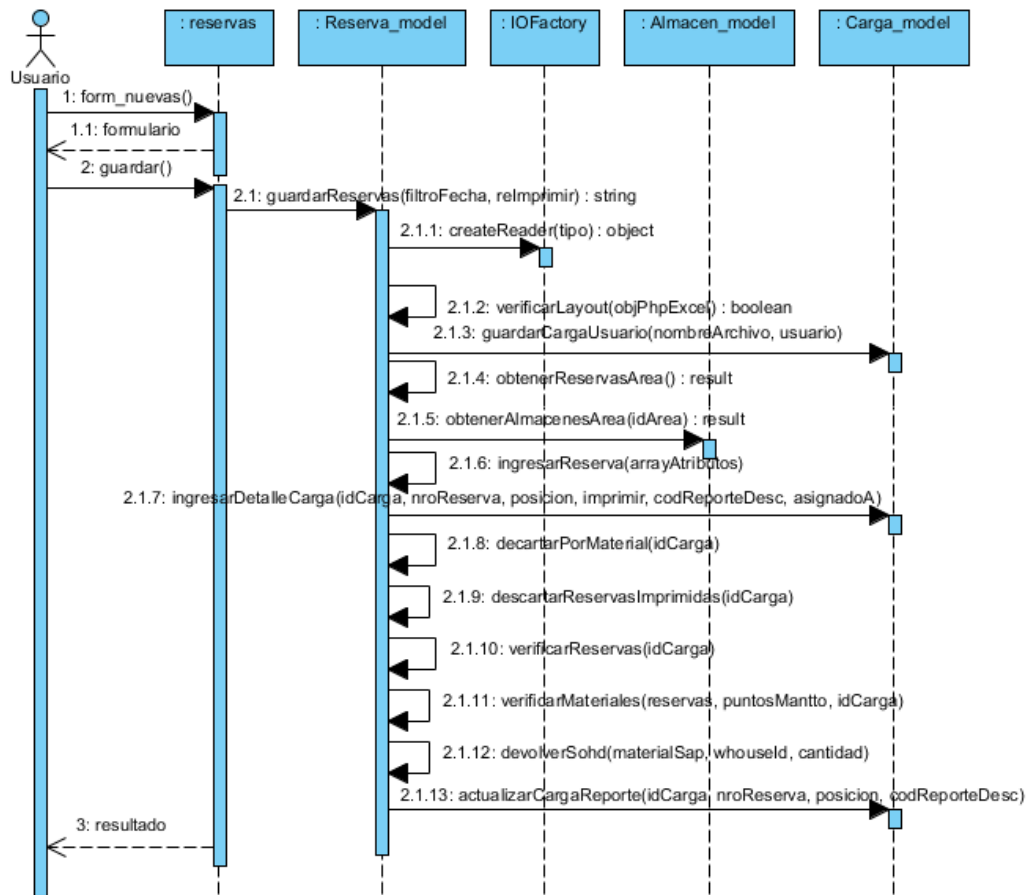 : reservas
: Reserva_model
: IOFactory
: Almacen_model
: Carga_model
Usuario
1: form_nuevas()
1.1: formulario
2: guardar()
2.1: guardarReservas(filtroFecha, reImprimir) : string
2.1.1: createReader(tipo) : object
2.1.2: verificarLayout(objPhpExcel) : boolean
2.1.3: guardarCargaUsuario(nombreArchivo, usuario)
2.1.4: obtenerReservasArea() : result
2.1.5: obtenerAlmacenesArea(idArea) : result
2.1.6: ingresarReserva(arrayAtributos)
2.1.7: ingresarDetalleCarga(idCarga, nroReserva, posicion, imprimir, codReporteDesc, asignadoA)
2.1.8: decartarPorMaterial(idCarga)
2.1.9: descartarReservasImprimidas(idCarga)
2.1.10: verificarReservas(idCarga)
2.1.11: verificarMateriales(reservas, puntosMantto, idCarga)
2.1.12: devolverSohd(materialSap, whouseId, cantidad)
2.1.13: actualizarCargaReporte(idCarga, nroReserva, posicion, codReporteDesc)
3: resultado